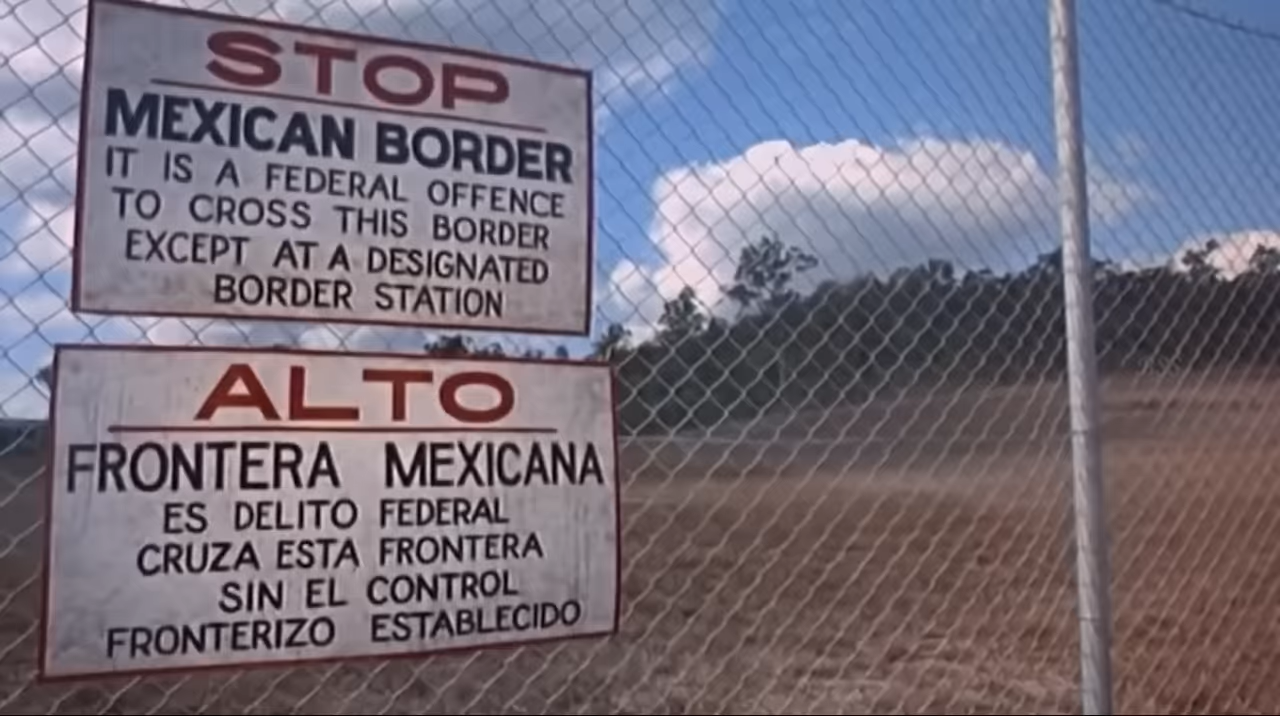 STOP
MEXICAN BORDER
IT IS A FEDERAL OFFENCE
TO CROSS THIS BORDER
EXCEPT AT A DESIGNATED
BORDER STATION
ALTO
FRONTERA MEXICANA
ES DELITO FEDERAL
CRUZA ESTA FRONTERA
SIN EL CONTROL
FRONTERIZO ESTABLECIDO